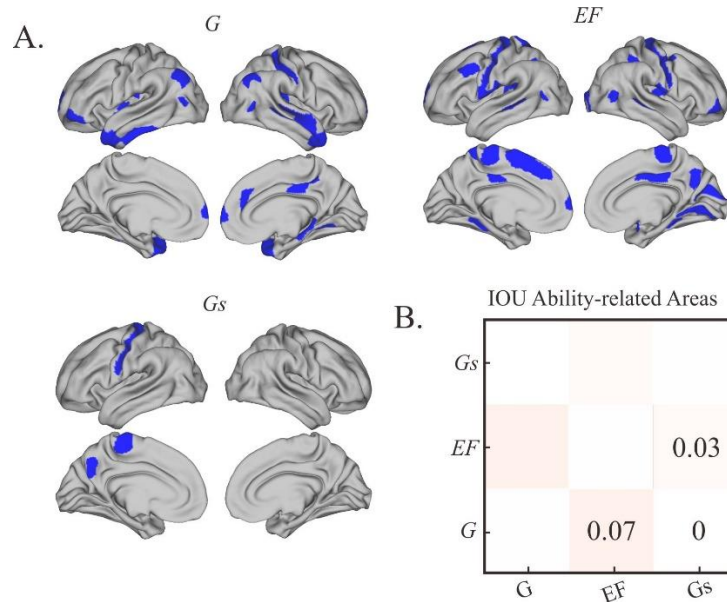 A.
G
EF
Gs
B.
IOU Ability-related Areas
Gs
EF
0.03
G
0.07
0
G
EF
Gs